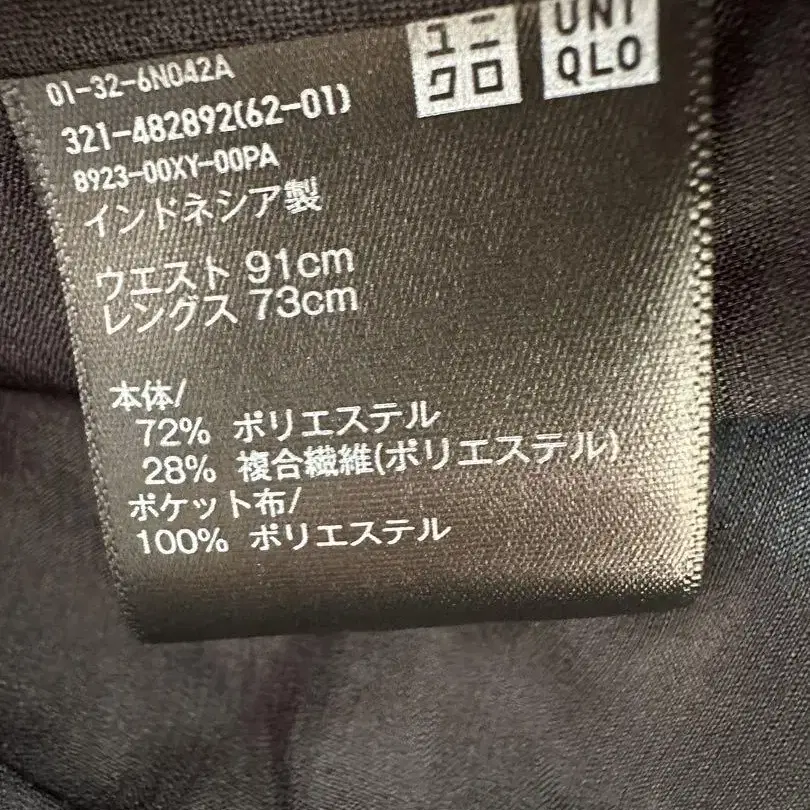 ユニ
クロ
UNI
QLO
01-32-6N042A
321-482892(62-01)
8923-00XY-00PA
インドネシア製
ウエスト 91cm
レングス 73cm
本体/
72% ポリエステル
28% 複合繊維(ポリエステル)
ポケット布/
100% ポリエステル